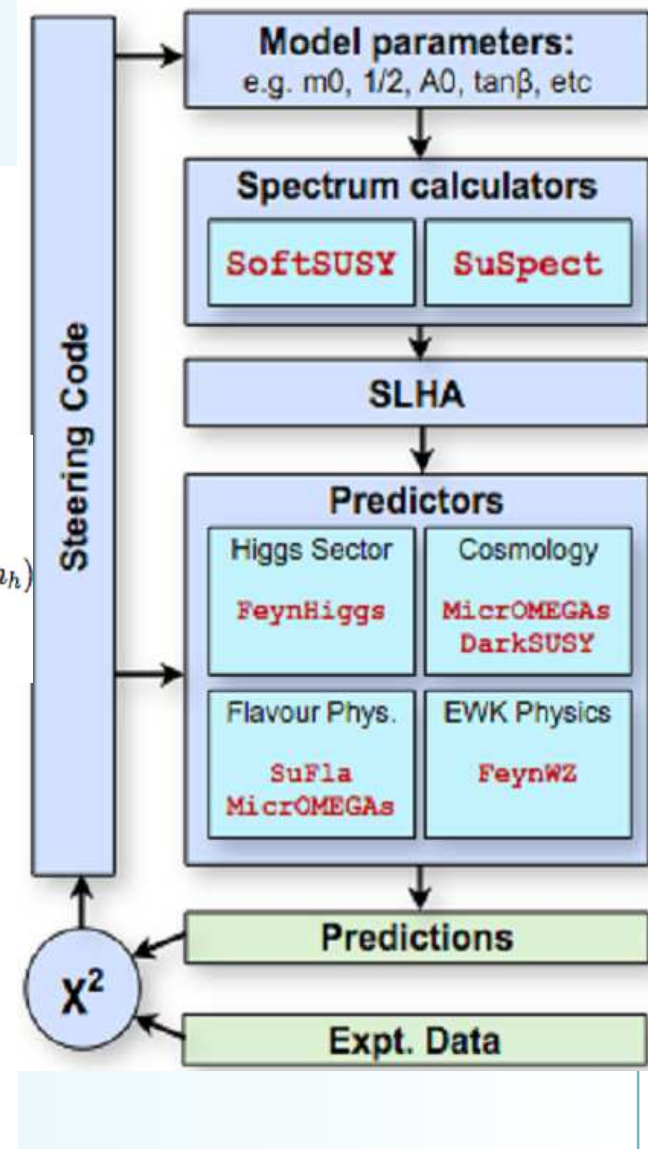 Model parameters:
e.g. m0, 1/2, A0, tanβ, etc
Spectrum calculators
SoftSUSY
SuSpect
SLHA
Steering Code
Predictors
Higgs Sector
FeynHiggs
Cosmology
MicrOMEGAs
DarkSUSY
Flavour Phys.
SuFla
MicrOMEGAs
EWK Physics
FeynWZ
Predictions
X²
Expt. Data